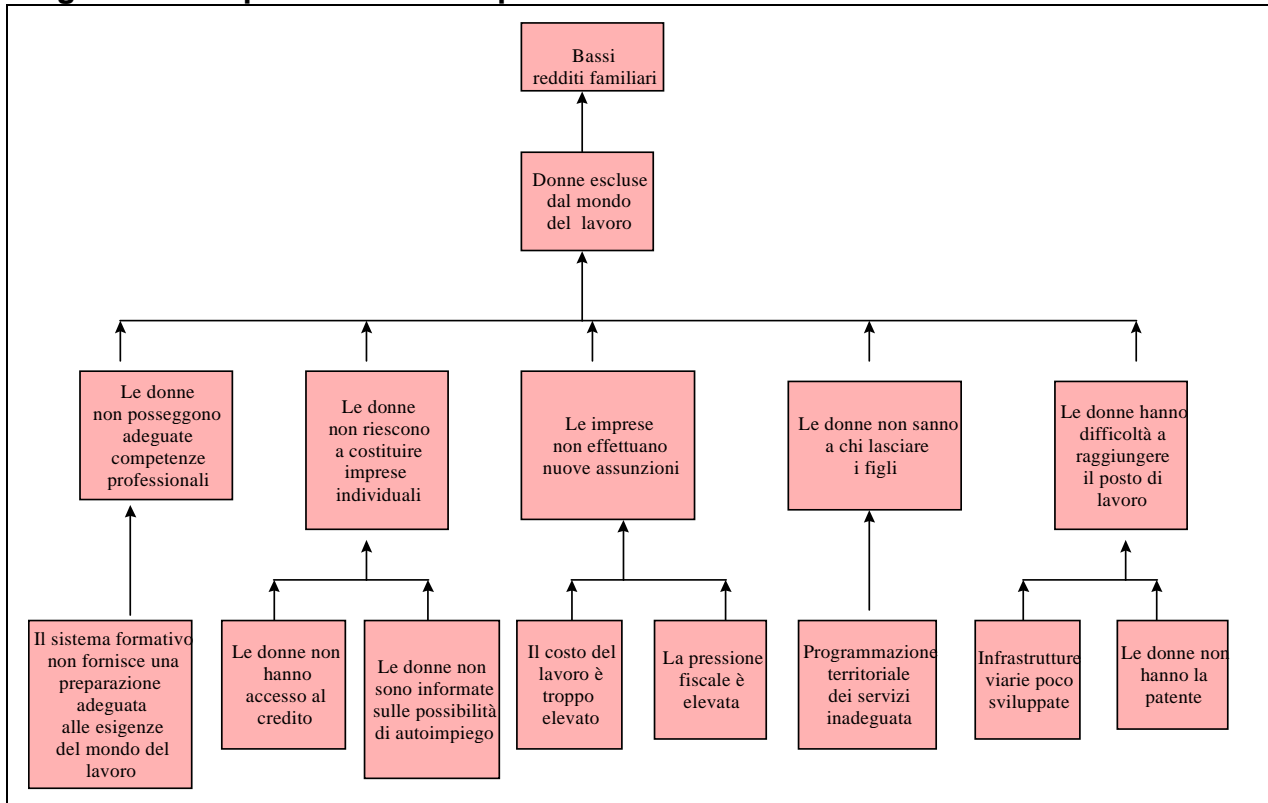 Bassi
redditi familiari
Donne escluse
dal mondo
del lavoro
Le donne
non posseggono
adeguate
competenze
professionali
Le donne
non riescono
a costituire
imprese
individuali
Le imprese
non effettuano
nuove assunzioni
Le donne non sanno
a chi lasciare
i figli
Le donne hanno
difficoltà a
raggiungere
il posto di
lavoro
Il sistema formativo
non fornisce una
preparazione
adeguata
alle esigenze
del mondo del
lavoro
Le donne non
hanno
accesso al
credito
Le donne non
sono informate
sulle possibilità
di autoimpiego
Il costo del
lavoro è
troppo
elevato
La pressione
fiscale è
elevata
Programmazione
territoriale
dei servizi
inadeguata
Infrastrutture
viarie poco
sviluppate
Le donne non
hanno la
patente